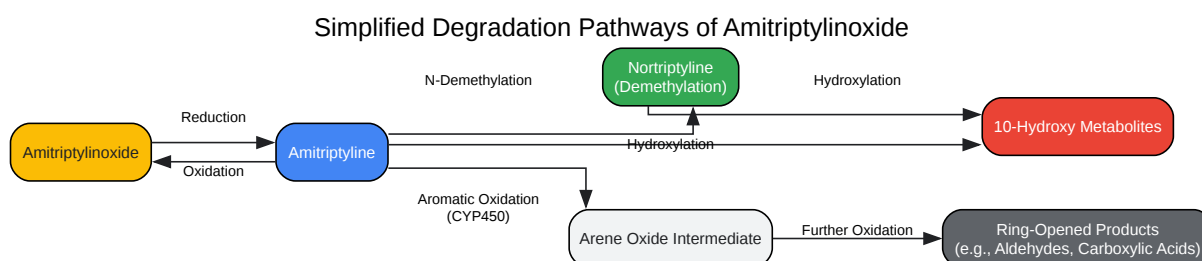 Simplified Degradation Pathways of Amitriptylinoxide
N-Demethylation
Nortriptyline
(Demethylation)
Hydroxylation
Reduction
Amitriptylinoxide
Amitriptyline
10-Hydroxy Metabolites
Hydroxylation
Oxidation
Aromatic Oxidation
(CYP450)
Arene Oxide Intermediate
Further Oxidation
Ring-Opened Products
(e.g., Aldehydes, Carboxylic Acids)